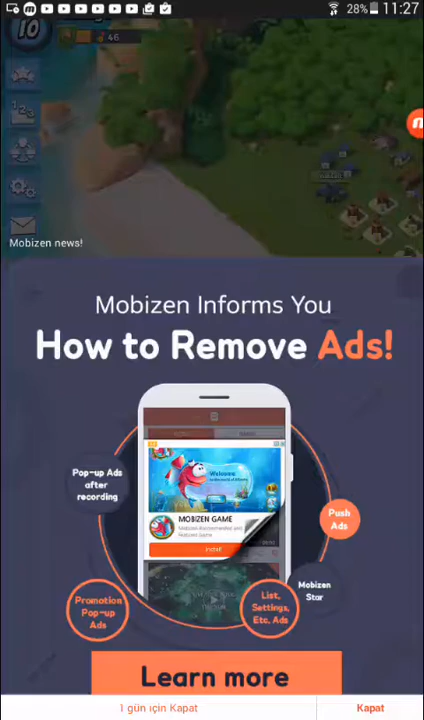 28% 11:27
10
46
Mobizen news!
Mobizen Informs You
How to Remove Ads!
Pop-up Ads
after
recording
Welcome
MOBIZEN GAME
Push
Ads
Mobizen
Star
Promotion
Pop-up
Ads
List,
Settings,
Etc, Ads
Learn more
1 gün için Kapat
Kapat